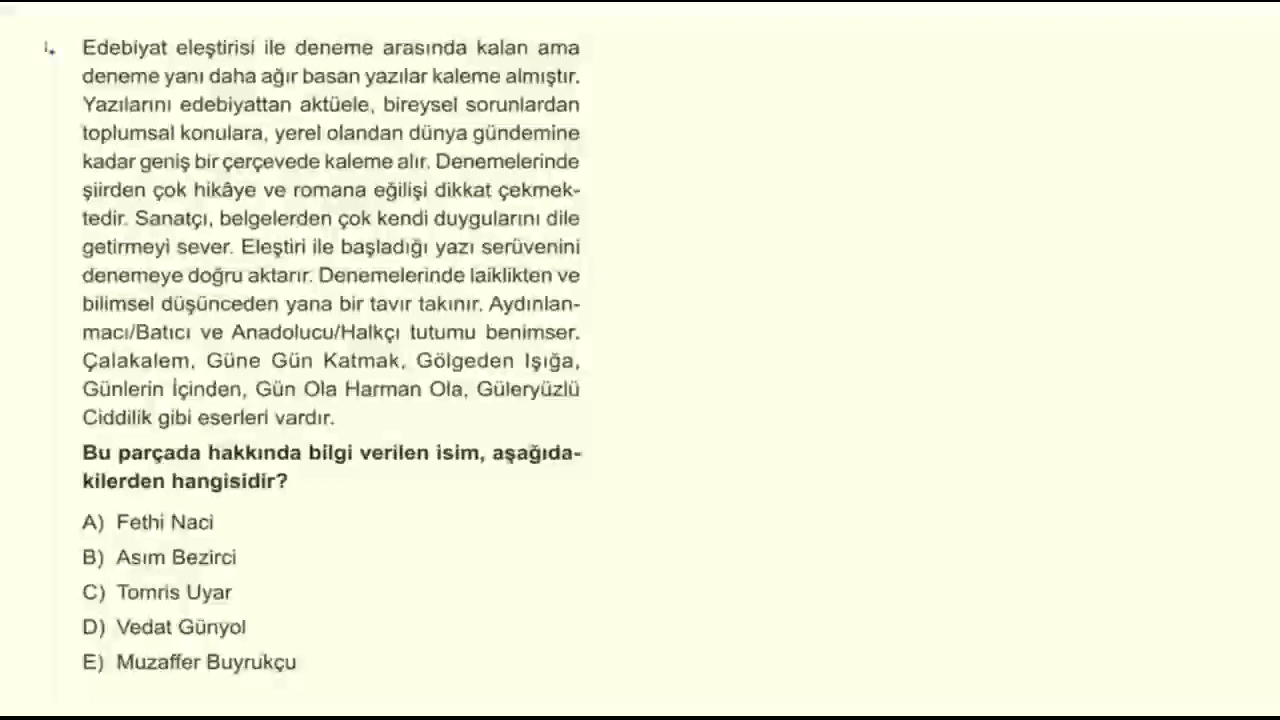 Edebiyat eleştirisi ile deneme arasında kalan ama
deneme yanı daha ağır basan yazılar kaleme almıştır.
Yazılarını edebiyattan aktüele, bireysel sorunlardan
toplumsal konulara, yerel olandan dünya gündemine
kadar geniş bir çerçevede kaleme alır. Denemelerinde
şiirden çok hikâye ve romana eğilişi dikkat çekmek-
tedir. Sanatçı, belgelerden çok kendi duygularını dile
getirmeyi sever. Eleştiri ile başladığı yazı serüvenini
denemeye doğru aktarır. Denemelerinde laiklikten ve
bilimsel düşünceden yana bir tavır takınır. Aydınlan-
macı/Batıcı ve Anadolucu/Halkçı tutumu benimser.
Çalakalem, Güne Gün Katmak, Gölgeden Işığa,
Günlerin İçinden, Gün Ola Harman Ola, Güleryüzlü
Ciddilik gibi eserleri vardır.
Bu parçada hakkında bilgi verilen isim, aşağıda-
kilerden hangisidir?
A) Fethi Naci
B) Asım Bezirci
C) Tomris Uyar
D) Vedat Günyol
E) Muzaffer Buyrukçu